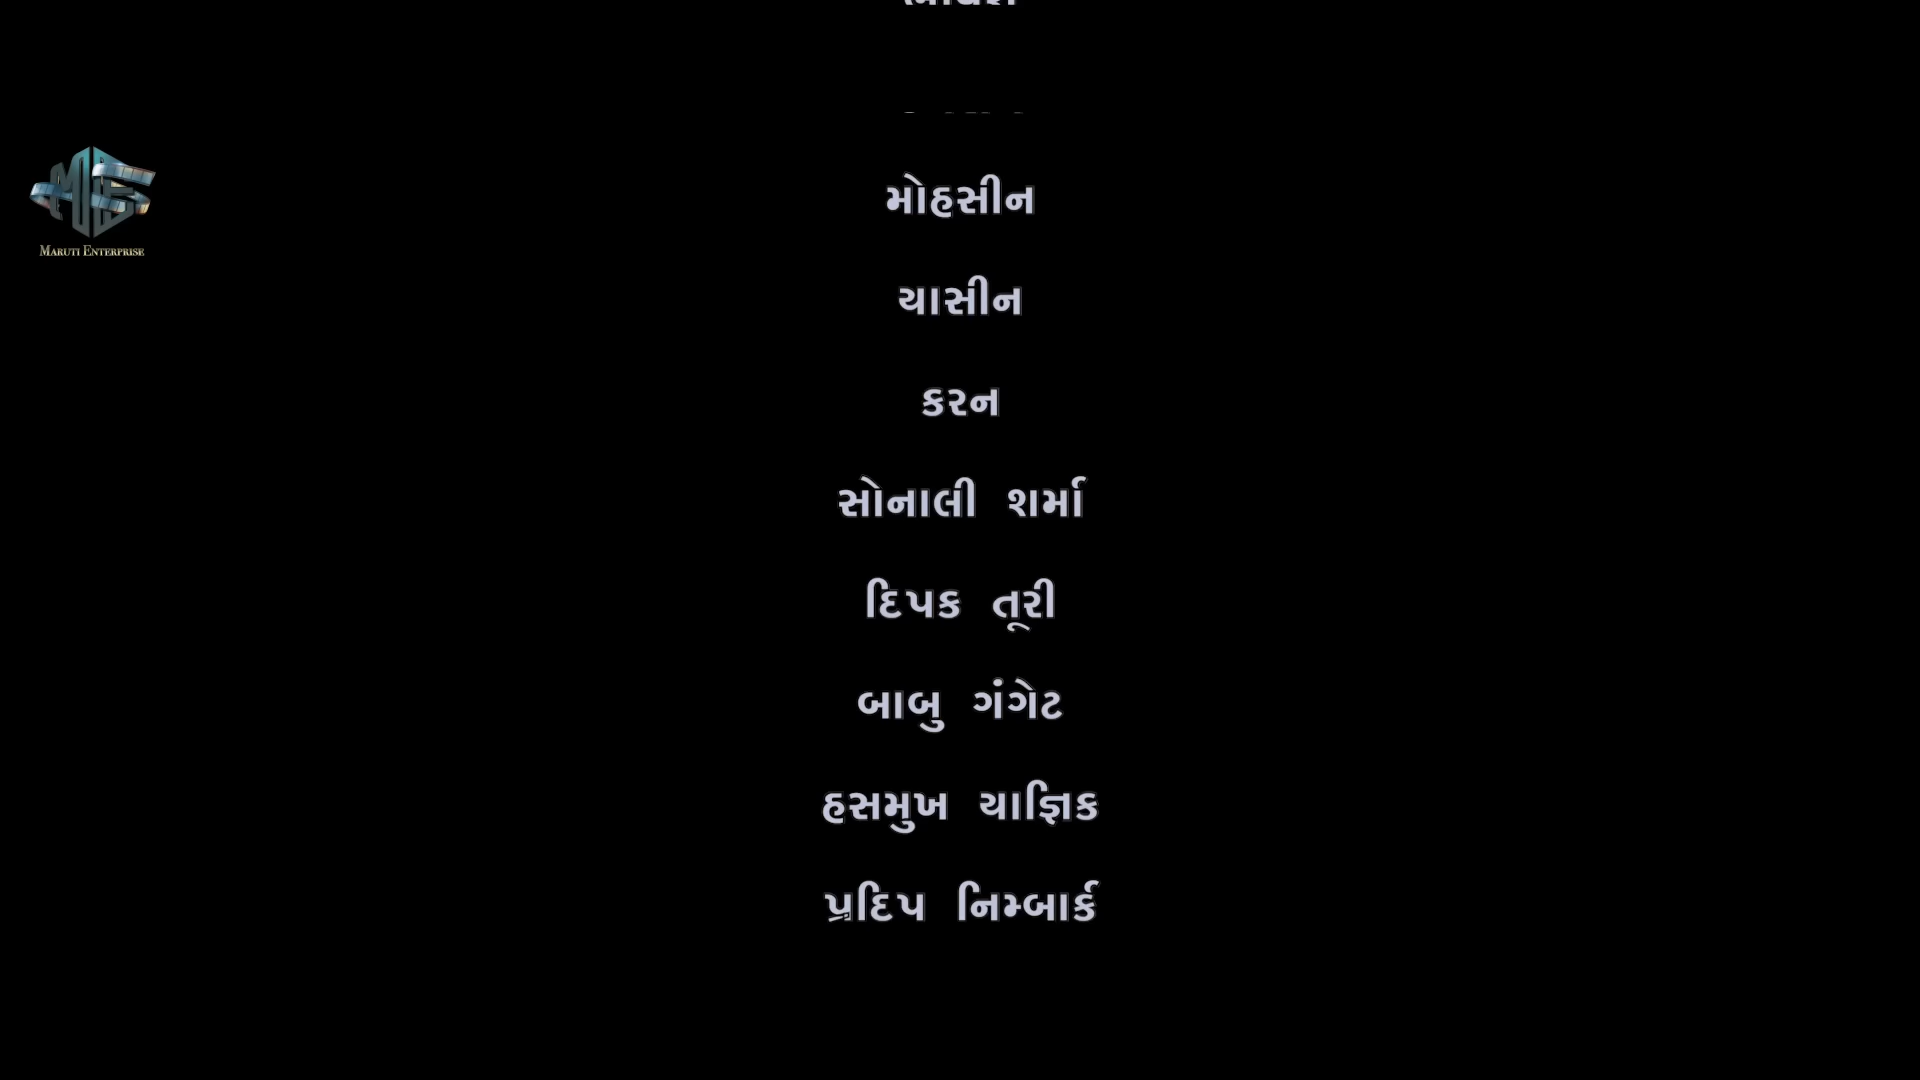 MARUTI ENTERPRISE
મોહસીન
યાસીન
કરન
સોનાલી શર્મા
દિપક તૂરી
બાબુ ગંગેટ
હસમુખ યાજ્ઞિક
પ્રદિપ નિમ્બાર્ક